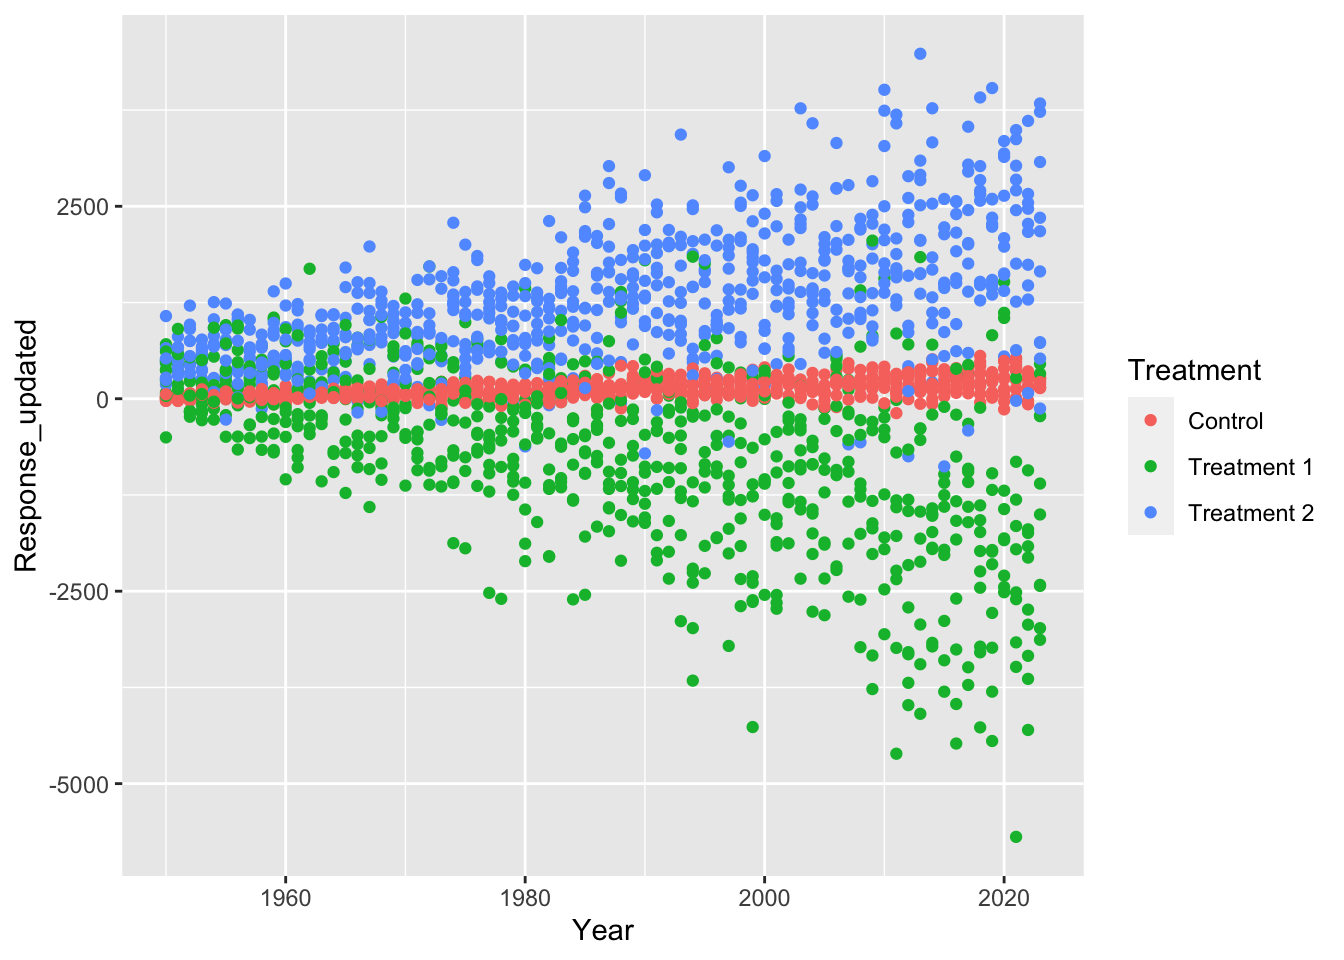 Response_updated
2500
0
-2500
-5000
1960
1980
2000
2020
Year
Treatment
Control
Treatment 1
Treatment 2